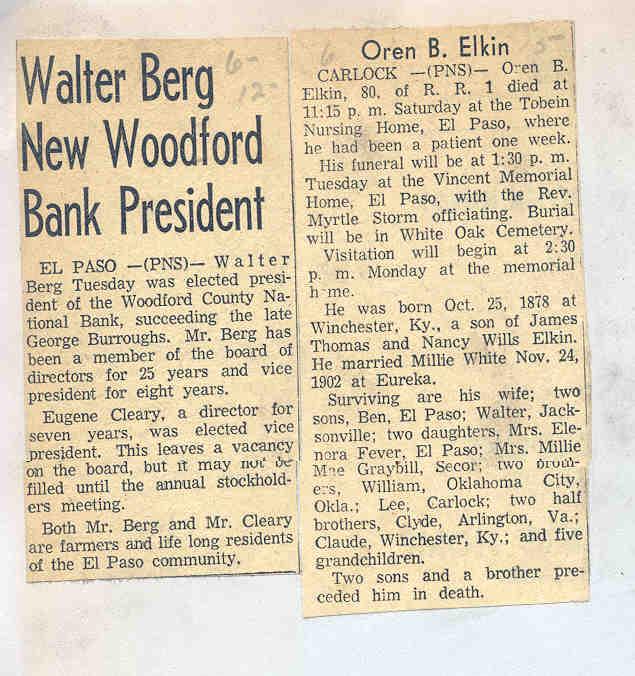 Walter Berg
New Woodford
Bank President
6-
12-
EL PASO —(PNS)— Walter
Berg Tuesday was elected presi-
dent of the Woodford County Na-
tional Bank, succeeding the late
George Burroughs. Mr. Berg has
been a member of the board of
directors for 25 years and vice
president for eight years.
Eugene Cleary, a director for
seven years, was elected vice
president. This leaves a vacancy
on the board, but it may not be
filled until the annual stockhold-
ers meeting.
Both Mr. Berg and Mr. Cleary
are farmers and life long residents
of the El Paso community.
6 Oren B. Elkin 5-
CARLOCK —(PNS)— Oren B.
Elkin, 80, of R. R. 1 died at
11:15 p. m. Saturday at the Tobein
Nursing Home, El Paso, where
he had been a patient one week.
His funeral will be at 1:30 p. m.
Tuesday at the Vincent Memorial
Home, El Paso, with the Rev.
Myrtle Storm officiating. Burial
will be in White Oak Cemetery.
Visitation will begin at 2:30
p. m. Monday at the memorial
home.
He was born Oct. 25, 1878 at
Winchester, Ky., a son of James
Thomas and Nancy Wills Elkin.
He married Millie White Nov. 24,
1902 at Eureka.
Surviving are his wife; two
sons, Ben, El Paso; Walter, Jack-
sonville; two daughters, Mrs. Ele-
nora Fever, El Paso; Mrs. Millie
Mae Graybill, Secor; two broth-
ers, William, Oklahoma City,
Okla.; Lee, Carlock; two half
brothers, Clyde, Arlington, Va.;
Claude, Winchester, Ky.; and five
grandchildren.
Two sons and a brother pre-
ceded him in death.